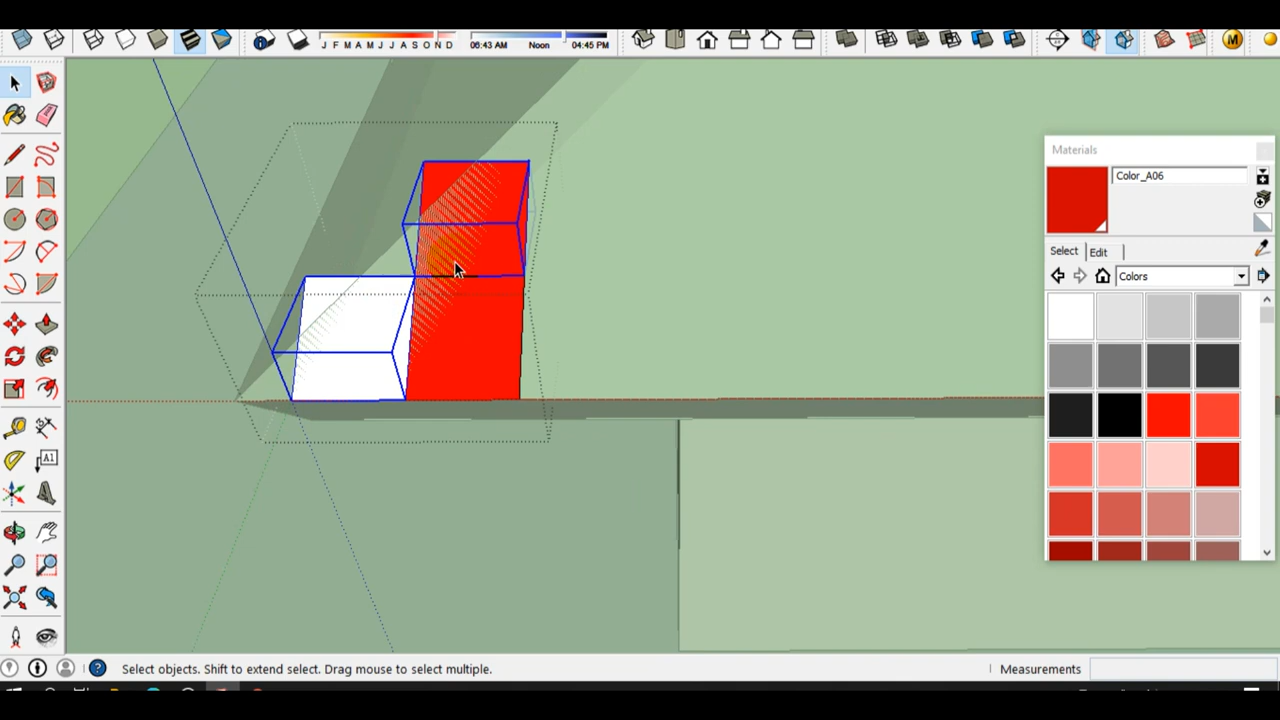 J F M A M J J A S O N D
06:43 AM Noon 04:45 PM
M
Materials
Color_A06
Select Edit
Colors
A1
Select objects. Shift to extend select. Drag mouse to select multiple.
Measurements